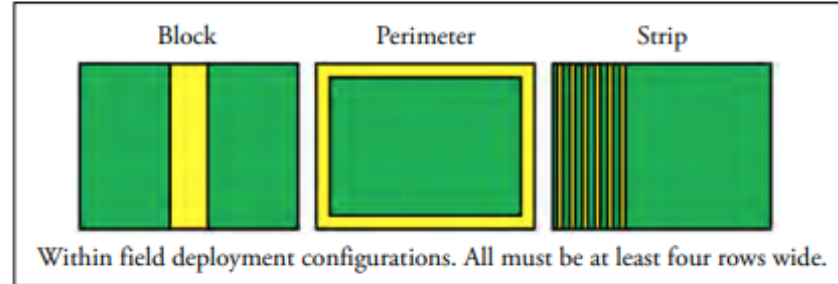 Block Perimeter Strip
Within field deployment configurations. All must be at least four rows wide.